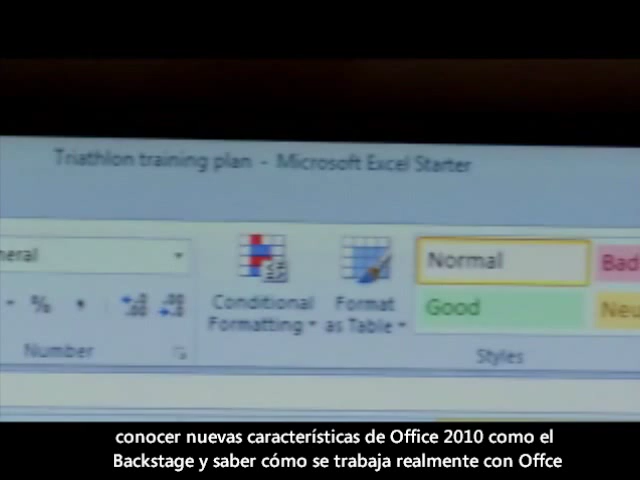 Triathlon training plan - Microsoft Excel Starter
Normal
Bad
Conditional
Formatting
Format
as Table
Good
%
Number
Styles
conocer nuevas características de Office 2010 como el
Backstage y saber cómo se trabaja realmente con Offce